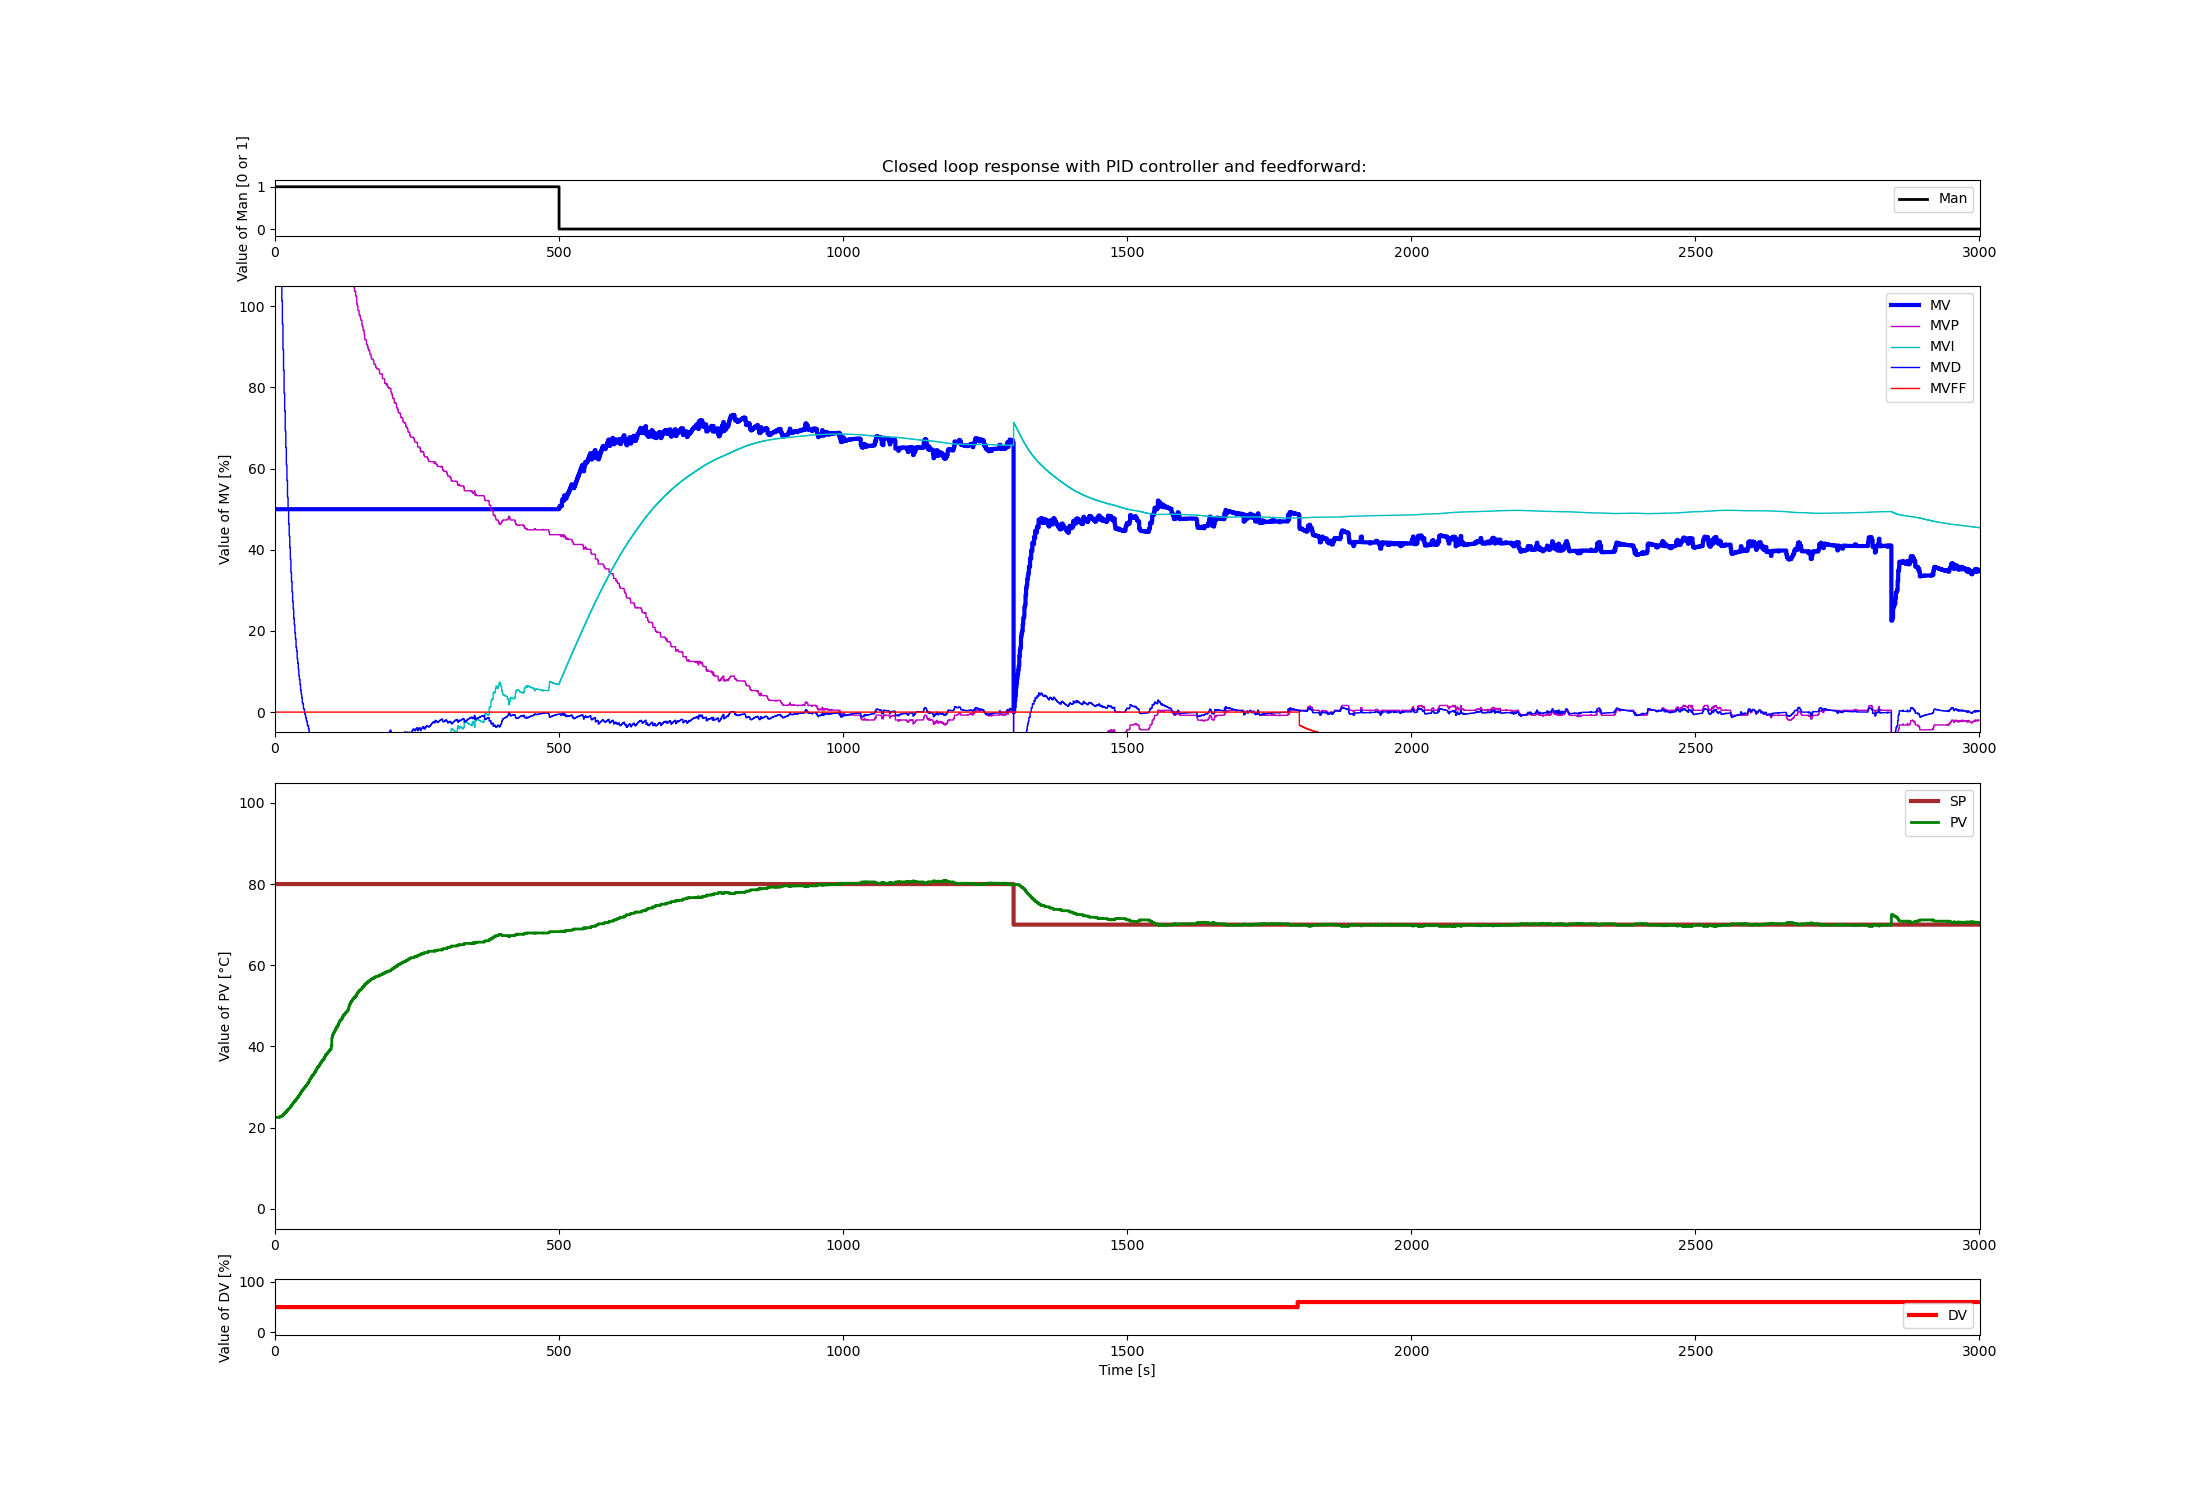 Closed loop response with PID controller and feedforward:
Value of Man [0 or 1]
1
0
Man
0 500 1000 1500 2000 2500 3000
Value of MV [%]
100
80
60
40
20
0
MV
MVP
MVI
MVD
MVFF
0 500 1000 1500 2000 2500 3000
Value of PV [°C]
100
80
60
40
20
0
SP
PV
0 500 1000 1500 2000 2500 3000
Value of DV [%]
100
0
DV
0 500 1000 1500 2000 2500 3000
Time [s]